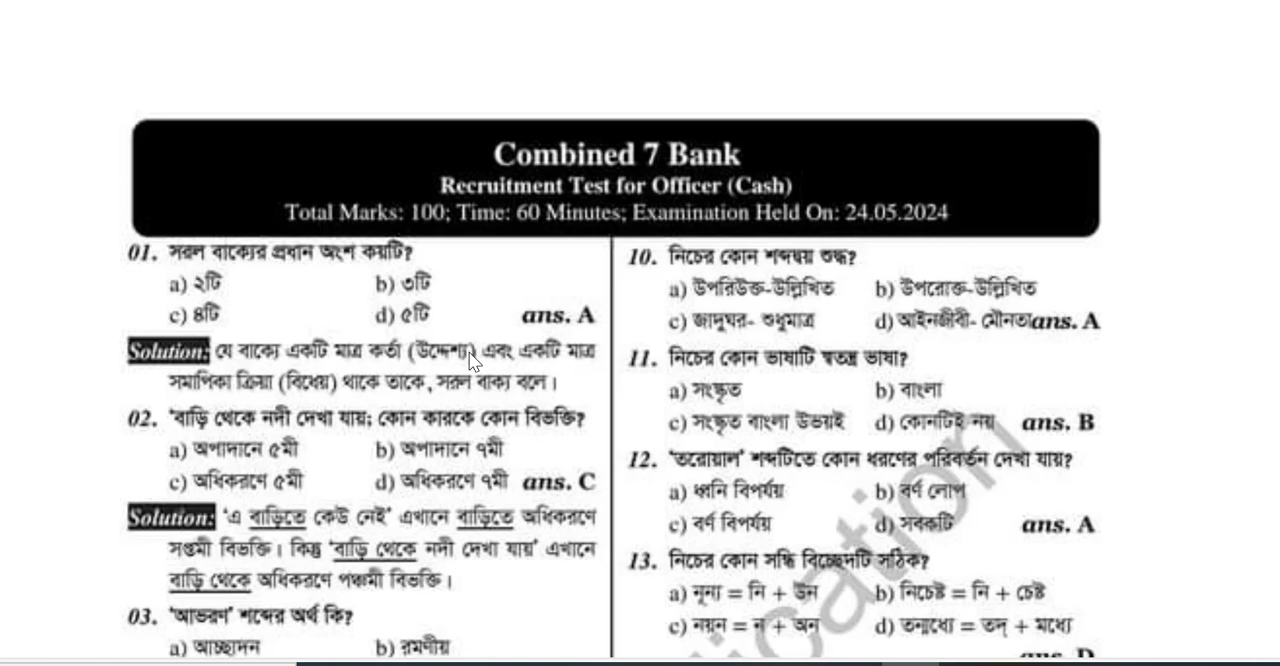 Combined 7 Bank
Recruitment Test for Officer (Cash)
Total Marks: 100; Time: 60 Minutes; Examination Held On: 24.05.2024
01. সরল বাক্যের প্রধান অংশ কয়টি?
a) ২টি b) ৩টি
c) ৪টি d) ৫টি ans. A
Solution: যে বাক্যে একটি মাত্র কর্তা (উদ্দেশ্য) এবং একটি মাত্র
সমাপিকা ক্রিয়া (বিধেয়) থাকে তাকে, সরল বাক্য বলে।
02. 'বাড়ি থেকে নদী দেখা যায়; কোন কারকে কোন বিভক্তি?
a) অপাদানে ৫মী b) অপাদানে ৭মী
c) অধিকরণে ৫মী d) অধিকরণে ৭মী ans. C
Solution: 'এ বাড়িতে কেউ নেই' এখানে বাড়িতে অধিকরণে
সপ্তমী বিভক্তি। কিন্তু 'বাড়ি থেকে নদী দেখা যায়' এখানে
বাড়ি থেকে অধিকরণে পঞ্চমী বিভক্তি।
03. 'আভরণ' শব্দের অর্থ কি?
a) আচ্ছাদন b) রমণীয়
10. নিচের কোন শব্দদ্বয় শুদ্ধ?
a) উপরিউক্ত-উল্লিখিত b) উপরোক্ত-উল্লিখিত
c) জাদুঘর- শুধুমাত্র d) আইনজীবী- মৌনতা ans. A
11. নিচের কোন ভাষাটি স্বতন্ত্র ভাষা?
a) সংস্কৃত b) বাংলা
c) সংস্কৃত বাংলা উভয়ই d) কোনটিই নয় ans. B
12. 'তরোয়াল' শব্দটিতে কোন ধরণের পরিবর্তন দেখা যায়?
a) ধ্বনি বিপর্যয় b) বর্ণ লোপ
c) বর্ণ বিপর্যয় d) সবকটি ans. A
13. নিচের কোন সন্ধি বিচ্ছেদটি সঠিক?
a) নূন্য = নি + উন b) নিচেষ্ট = নি + চেষ্ট
c) নয়ন = ন + অন d) তন্মধ্যে = তদ্ + মধ্যে
ans. D